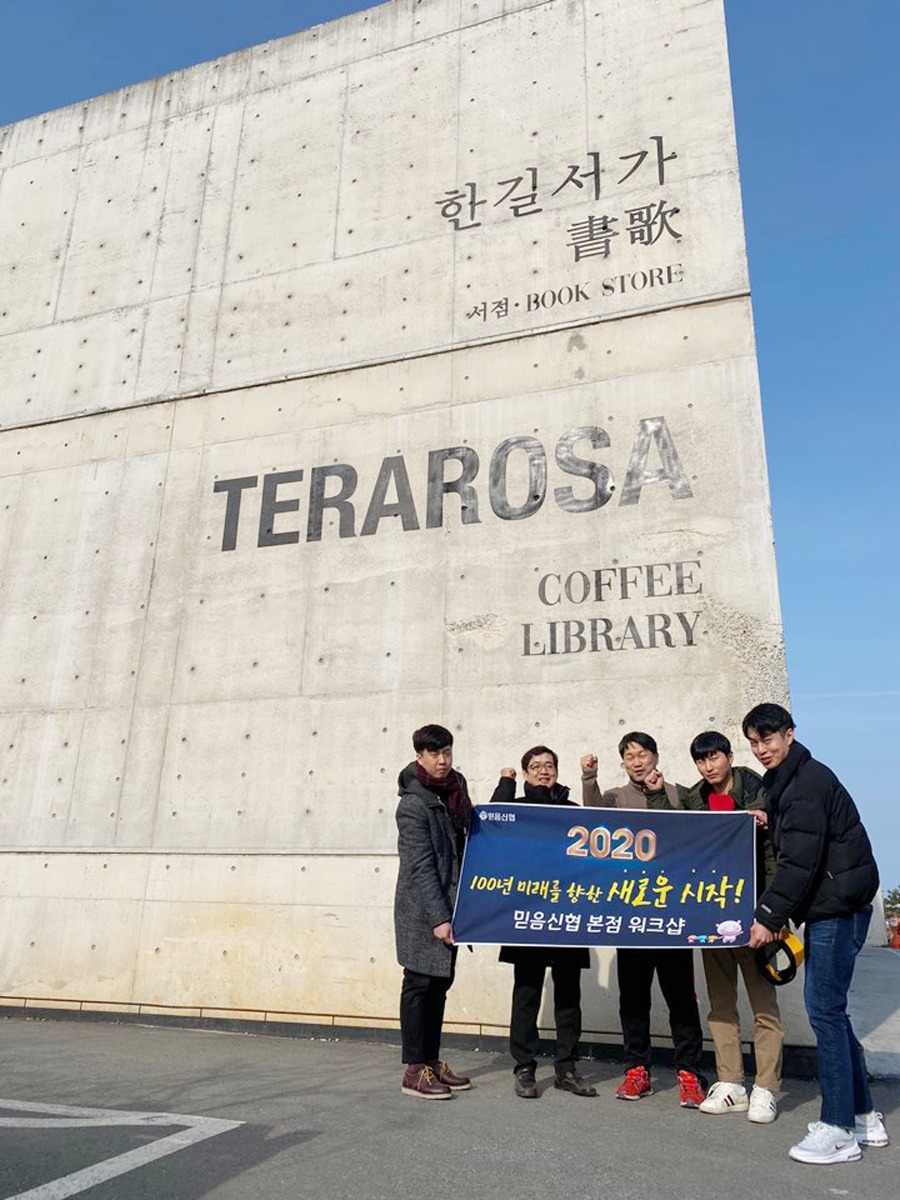 한길서가
書歌
서점·BOOK STORE
TERAROSA
COFFEE
LIBRARY
믿음신협
2020
100년 미래를 향한 새로운 시작!
믿음신협 본점 워크샵